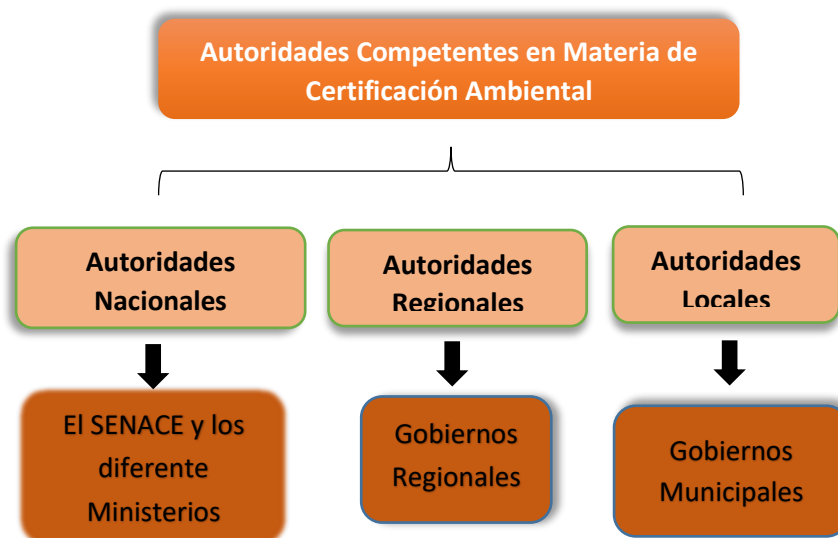 Autoridades Competentes en Materia de
Certificación Ambiental
Autoridades
Nacionales
Autoridades
Regionales
Autoridades
Locales
El SENACE y los
diferente
Ministerios
Gobiernos
Regionales
Gobiernos
Municipales